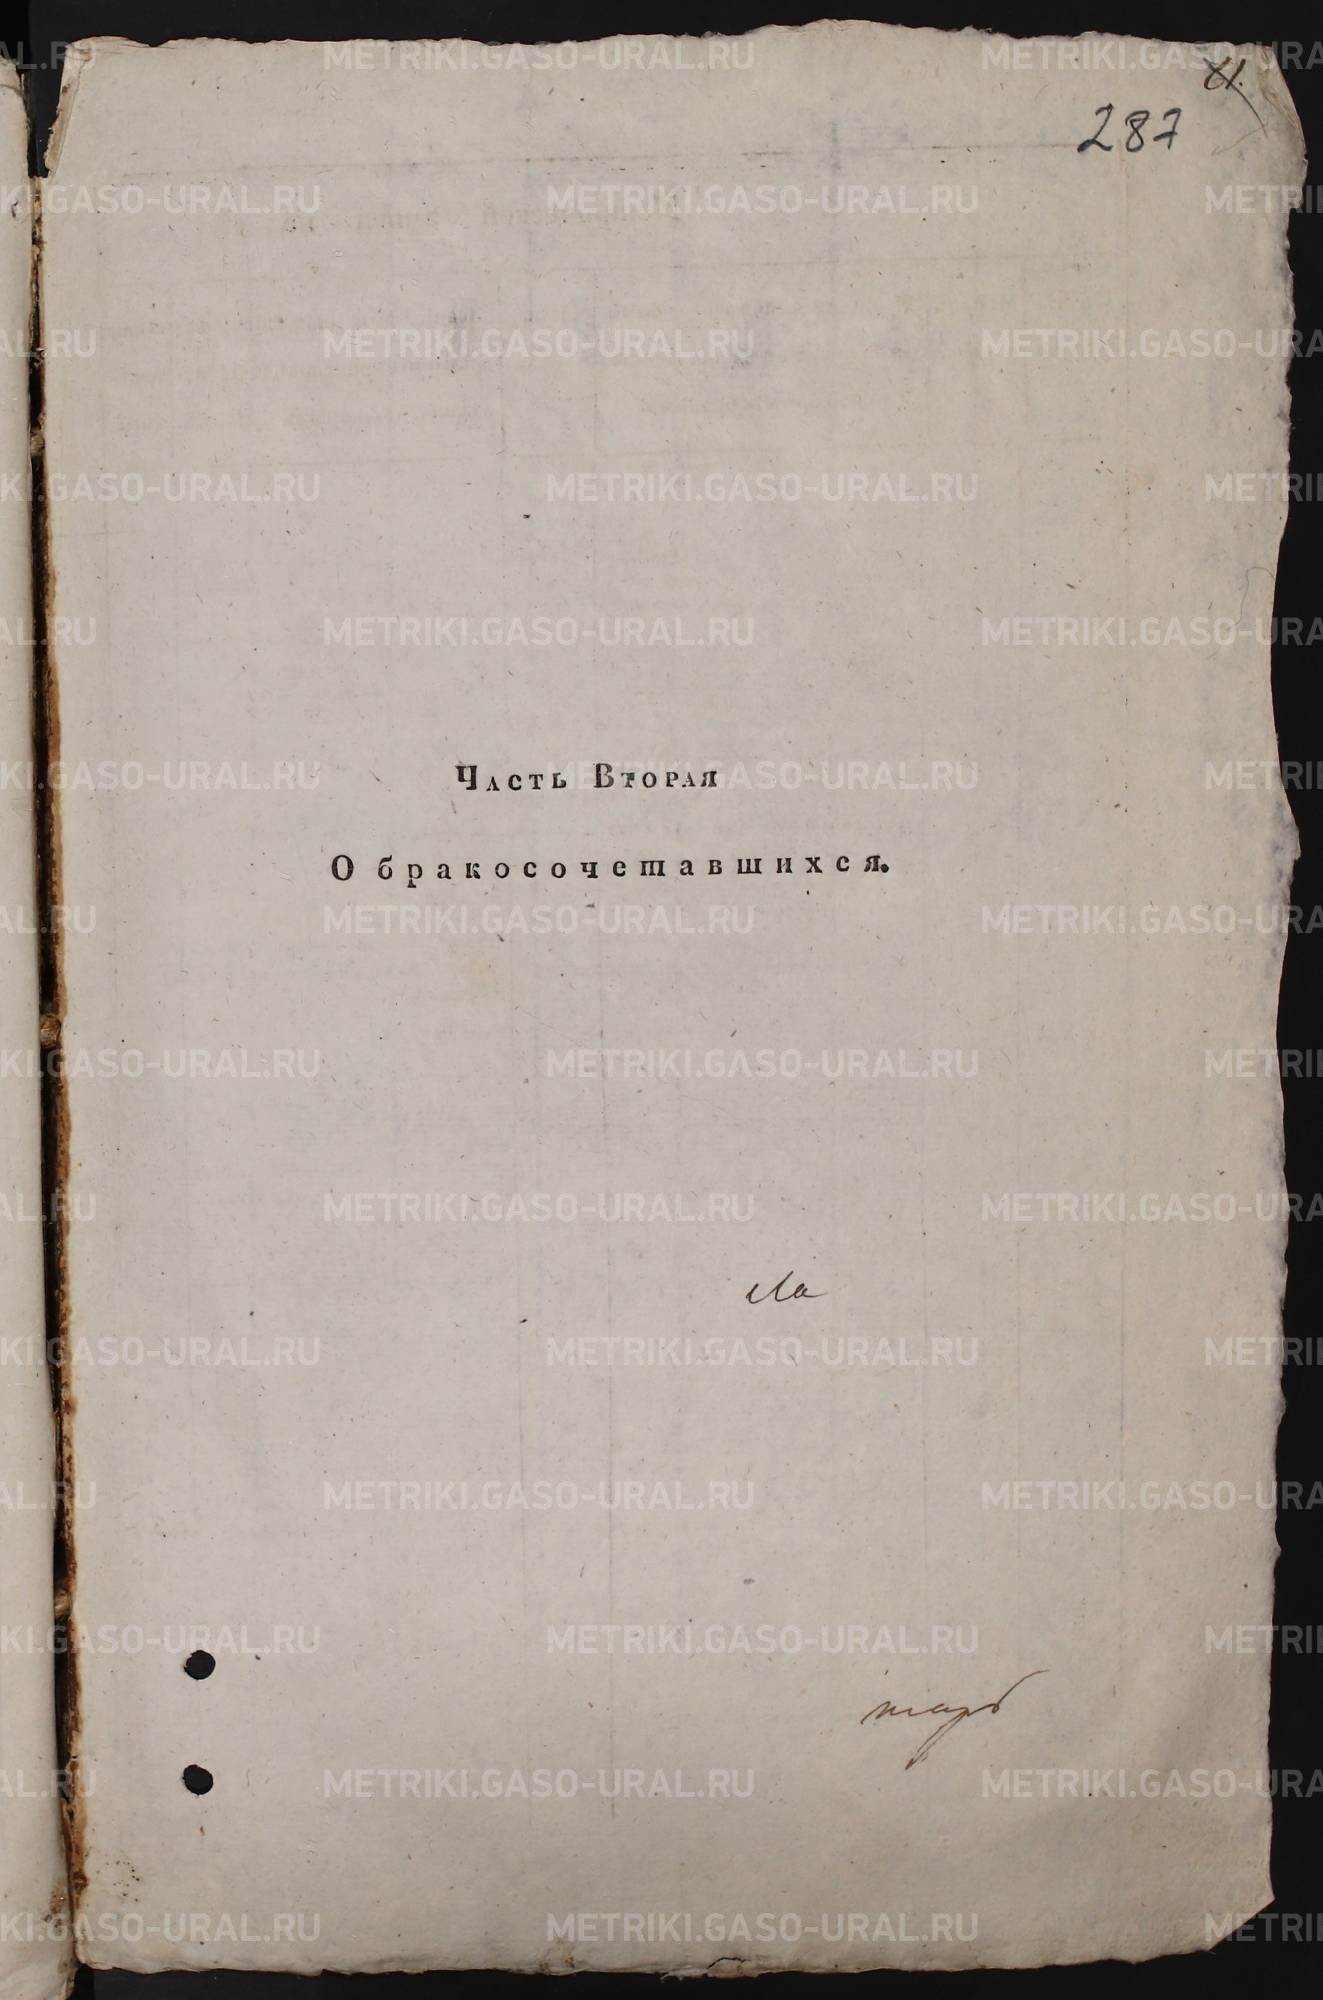 287
Часть Вторая
О бракосочетавшихся.